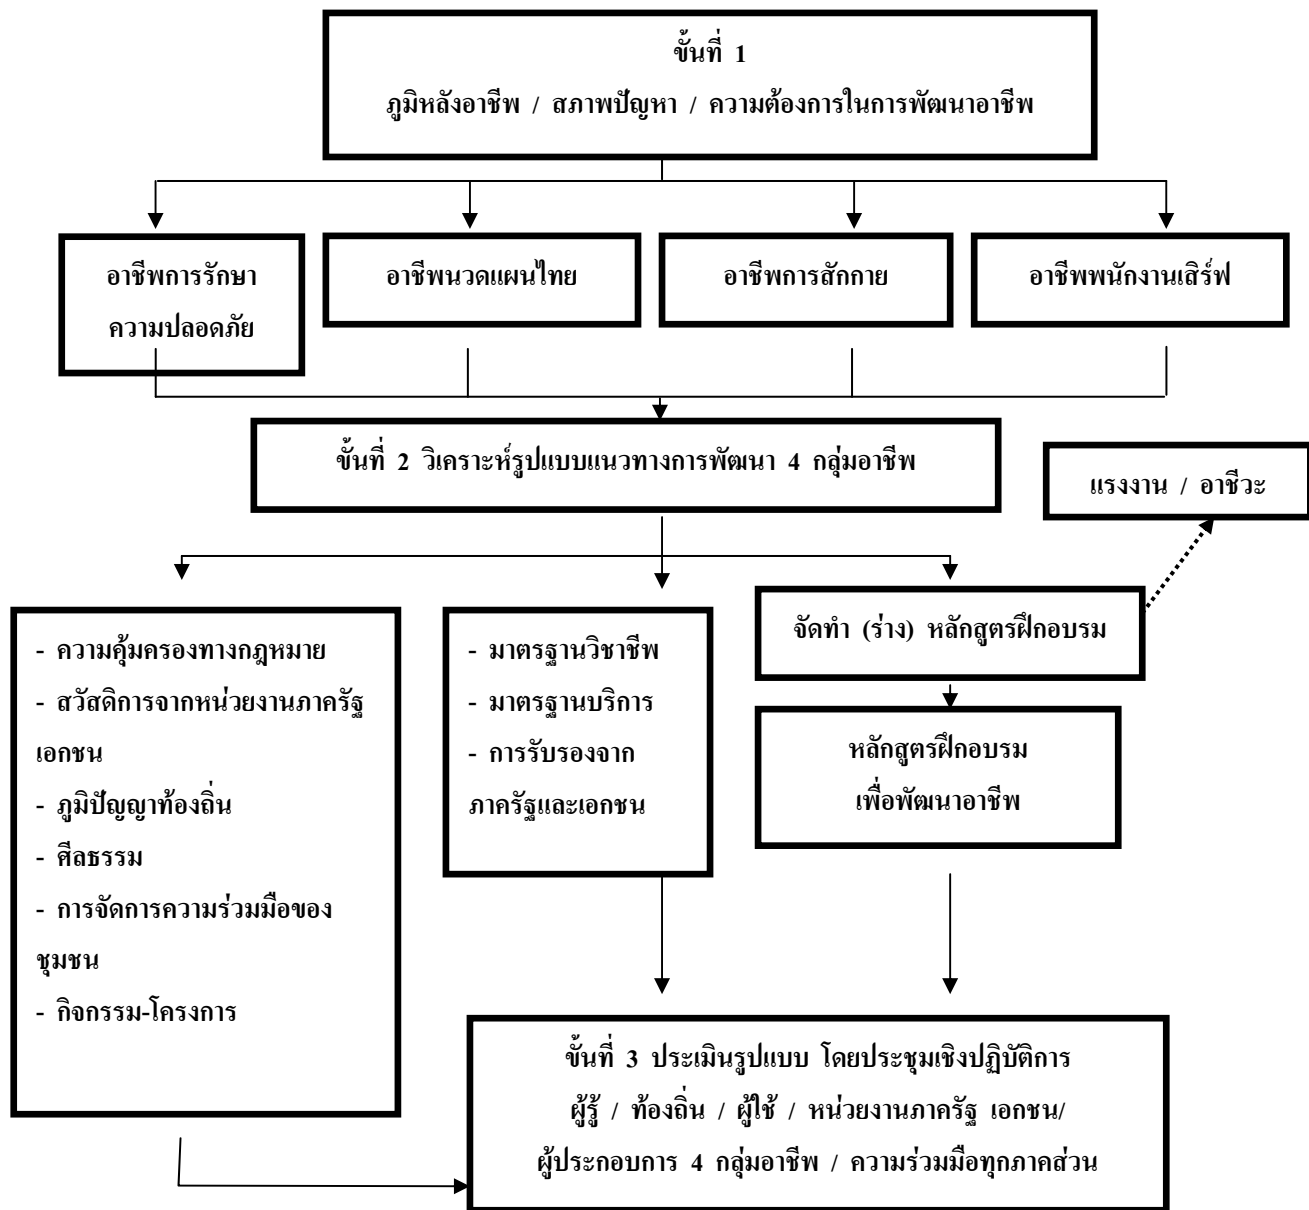 ขั้นที่ 1
ภูมิหลังอาชีพ / สภาพปัญหา / ความต้องการในการพัฒนาอาชีพ
อาชีพการรักษา
ความปลอดภัย
อาชีพนวดแผนไทย
อาชีพการสักกาย
อาชีพพนักงานเสิร์ฟ
ขั้นที่ 2 วิเคราะห์รูปแบบแนวทางการพัฒนา 4 กลุ่มอาชีพ
แรงงาน / อาชีวะ
- ความคุ้มครองทางกฎหมาย
- สวัสดิการจากหน่วยงานภาครัฐ
เอกชน
- ภูมิปัญญาท้องถิ่น
- ศีลธรรม
- การจัดการความร่วมมือของ
ชุมชน
- กิจกรรม-โครงการ
- มาตรฐานวิชาชีพ
- มาตรฐานบริการ
- การรับรองจาก
ภาครัฐและเอกชน
จัดทำ (ร่าง) หลักสูตรฝึกอบรม
หลักสูตรฝึกอบรม
เพื่อพัฒนาอาชีพ
ขั้นที่ 3 ประเมินรูปแบบ โดยประชุมเชิงปฏิบัติการ
ผู้รู้ / ท้องถิ่น / ผู้ใช้ / หน่วยงานภาครัฐ เอกชน/
ผู้ประกอบการ 4 กลุ่มอาชีพ / ความร่วมมือทุกภาคส่วน